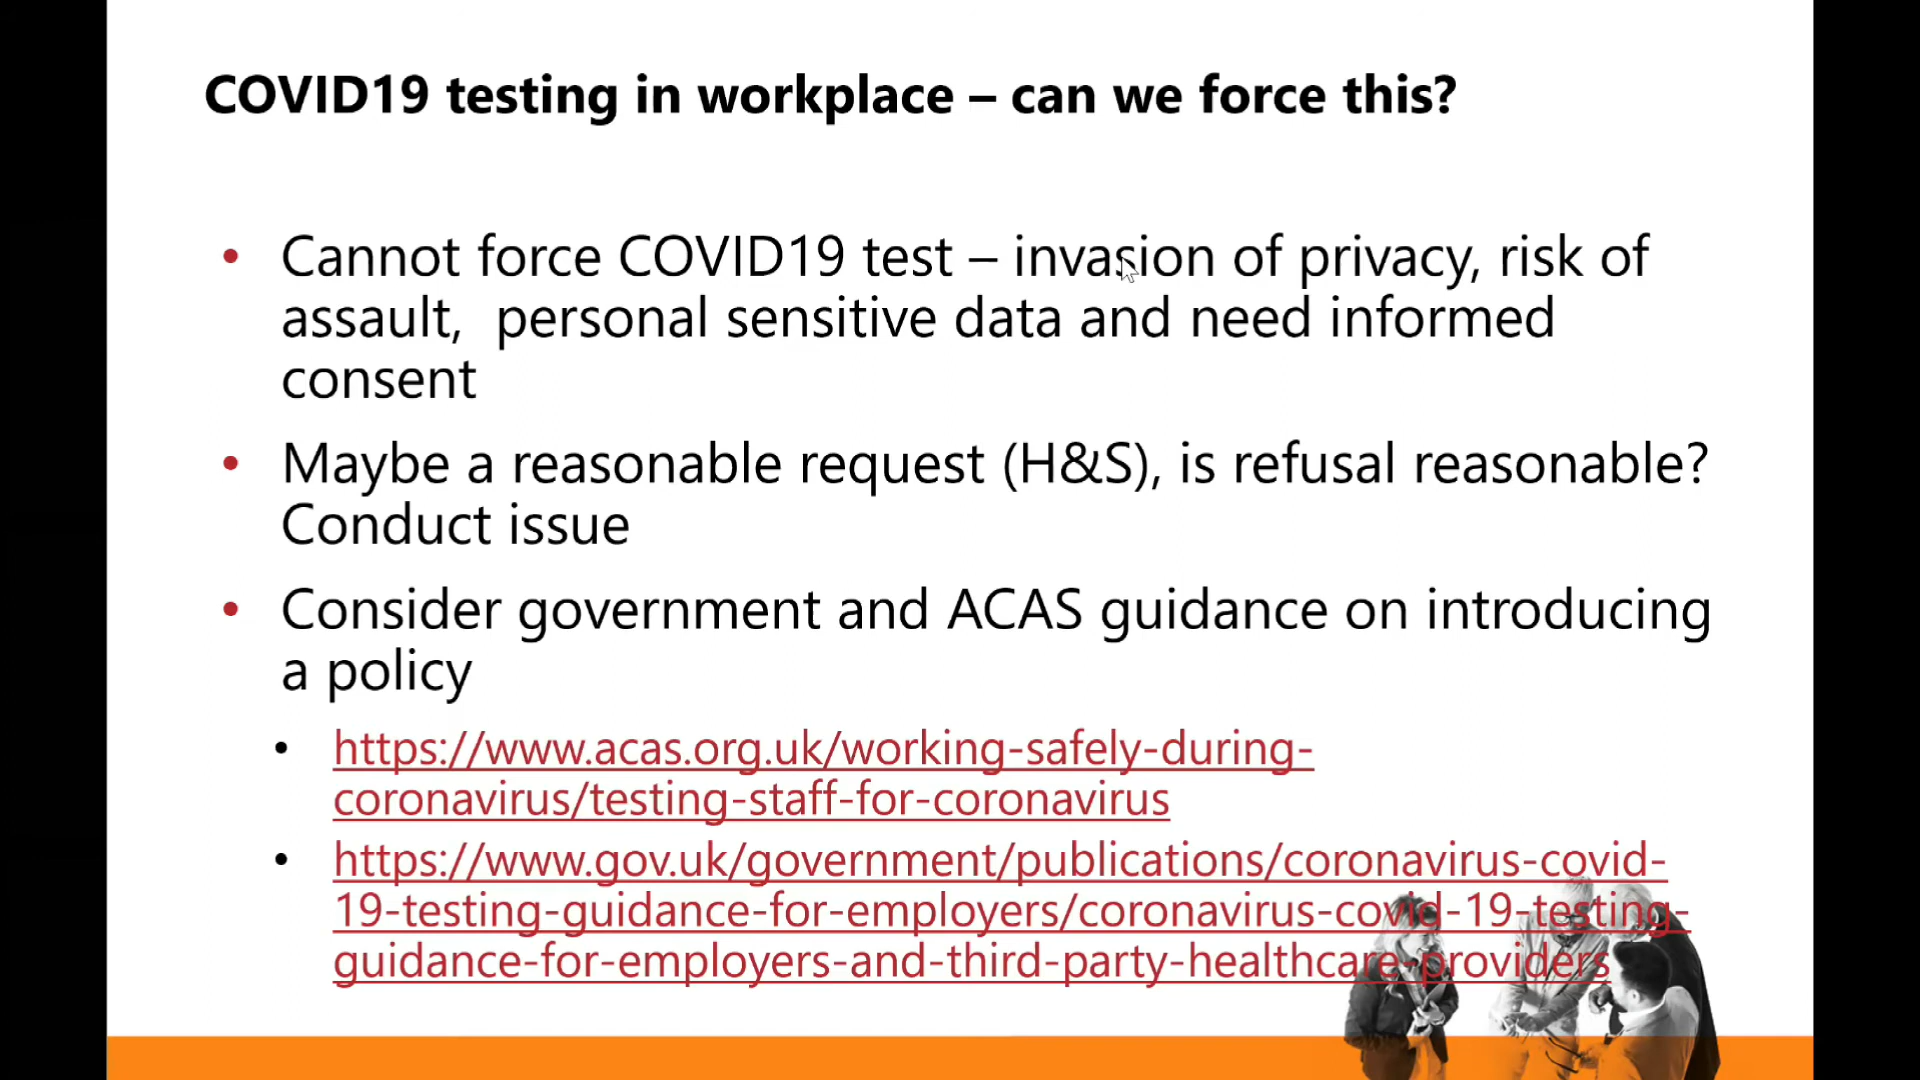 COVID19 testing in workplace – can we force this?
• Cannot force COVID19 test – invasion of privacy, risk of
assault,  personal sensitive data and need informed
consent
• Maybe a reasonable request (H&S), is refusal reasonable?
Conduct issue
• Consider government and ACAS guidance on introducing
a policy
• https://www.acas.org.uk/working-safely-during-
coronavirus/testing-staff-for-coronavirus
• https://www.gov.uk/government/publications/coronavirus-covid-
19-testing-guidance-for-employers/coronavirus-covid-19-testing-
guidance-for-employers-and-third-party-healthcare-providers